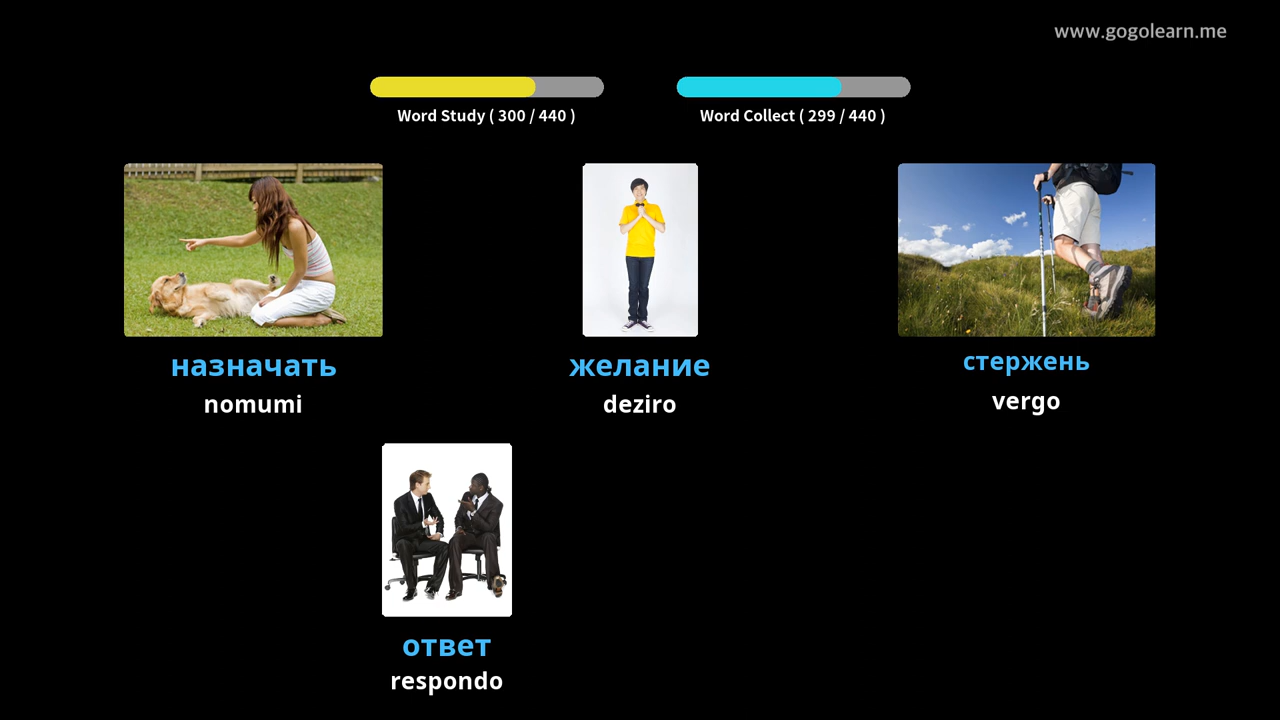 www.gogolearn.me
Word Study ( 300 / 440 )
Word Collect ( 299 / 440 )
назначать
nomumi
желание
deziro
стержень
vergo
ответ
respondo